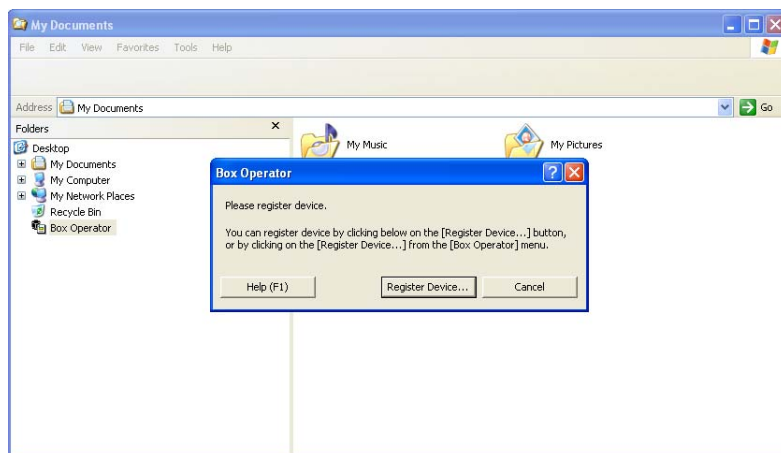 My Documents
File Edit View Favorites Tools Help
Address My Documents Go
Folders
Desktop
My Documents
My Computer
My Network Places
Recycle Bin
Box Operator
My Music
My Pictures
Box Operator
Please register device.
You can register device by clicking below on the [Register Device...] button,
or by clicking on the [Register Device...] from the [Box Operator] menu.
Help (F1) Register Device... Cancel